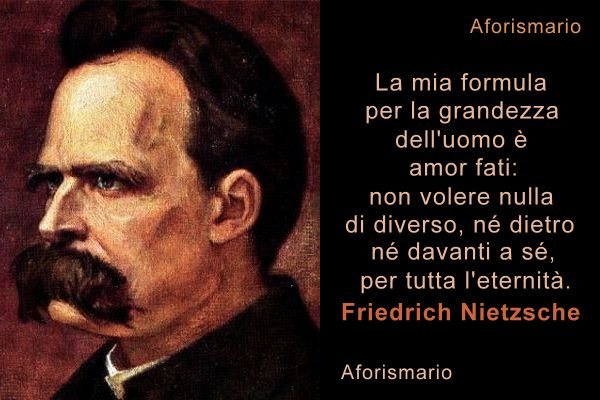 Aforismario
La mia formula
per la grandezza
dell'uomo è
amor fati:
non volere nulla
di diverso, né dietro
né davanti a sé,
per tutta l'eternità.
Friedrich Nietzsche
Aforismario